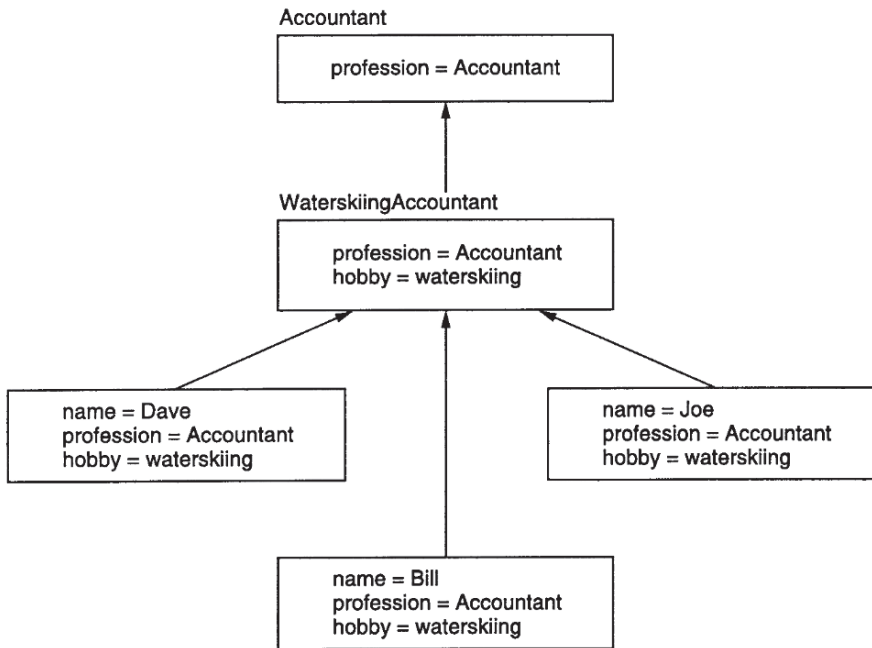 Accountant
profession = Accountant
WaterskiingAccountant
profession = Accountant
hobby = waterskiing
name = Dave
profession = Accountant
hobby = waterskiing
name = Joe
profession = Accountant
hobby = waterskiing
name = Bill
profession = Accountant
hobby = waterskiing